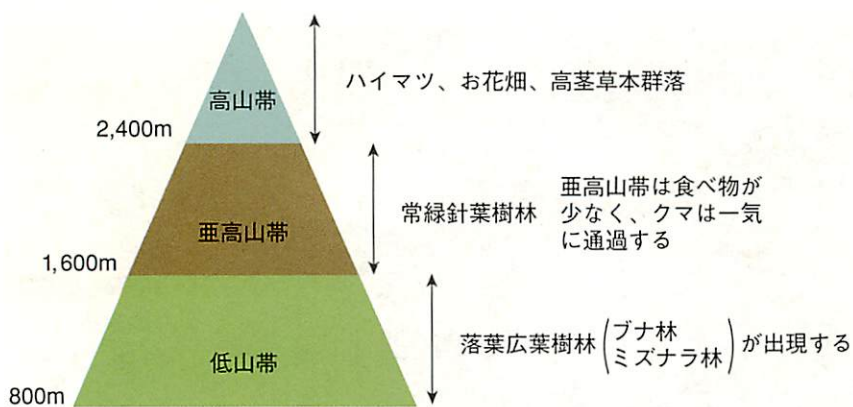 高山帯
ハイマツ、お花畑、高茎草本群落
2,400m
亜高山帯
常緑針葉樹林
亜高山帯は食べ物が
少なく、クマは一気
に通過する
1,600m
低山帯
落葉広葉樹林(ブナ林
ミズナラ林)が出現する
800m